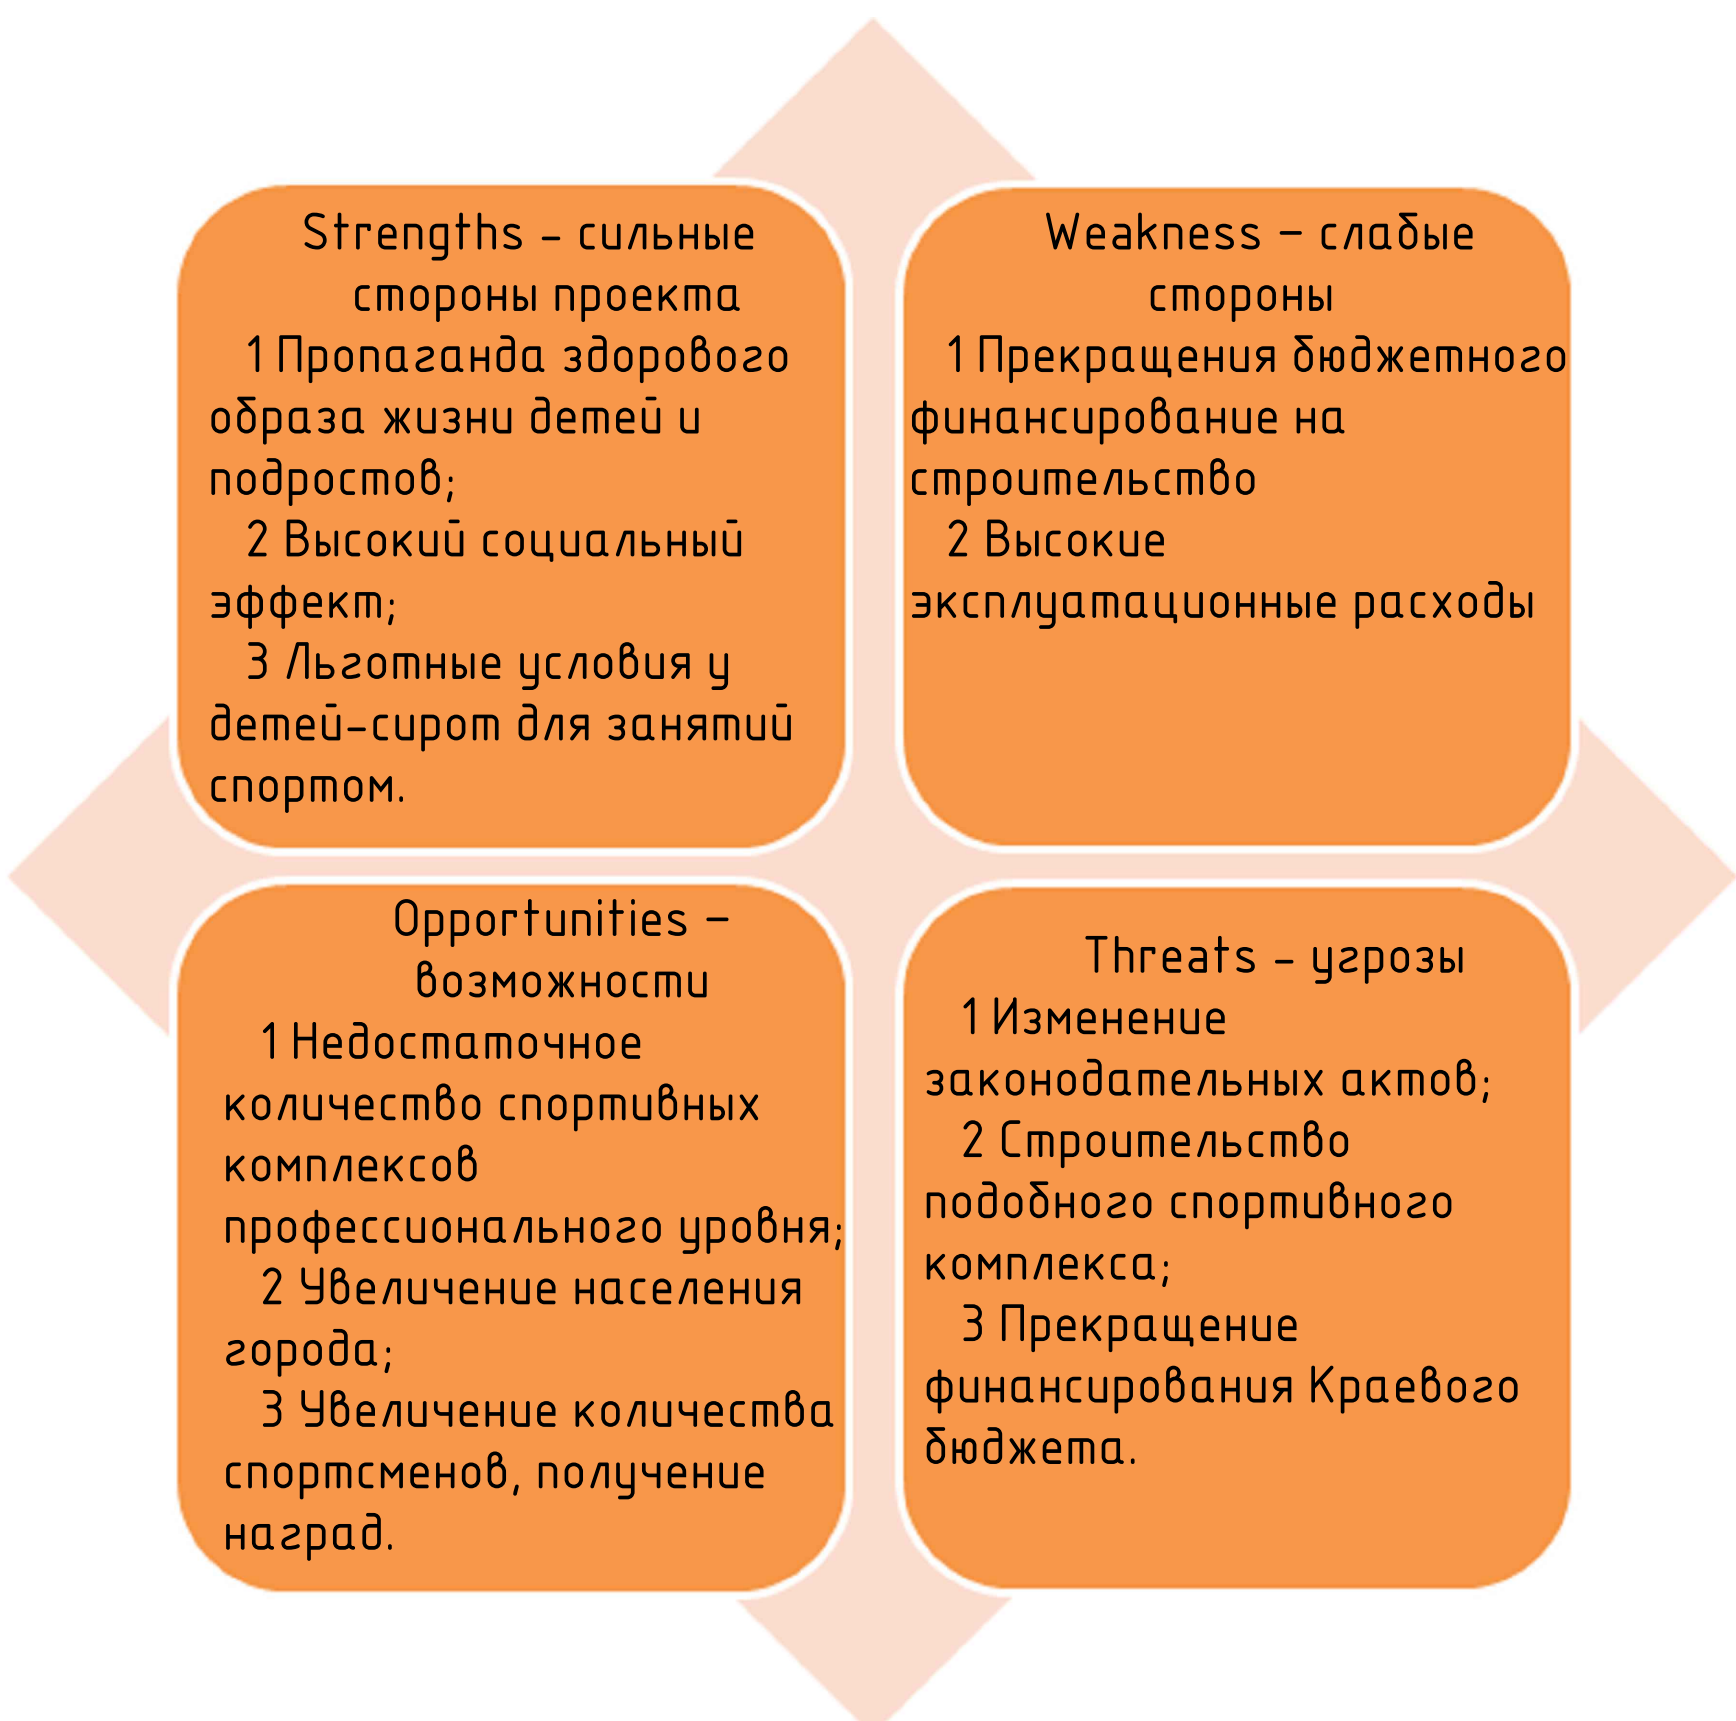 Strengths - сильные
стороны проекта
1 Пропаганда здорового
образа жизни детей и
подростов;
2 Высокий социальный
эффект;
3 Льготные условия у
детей-сирот для занятий
спортом.
Weakness – слабые
стороны
1 Прекращения бюджетного
финансирование на
строительство
2 Высокие
эксплуатационные расходы
Opportunities –
возможности
1 Недостаточное
количество спортивных
комплексов
профессионального уровня;
2 Увеличение населения
города;
3 Увеличение количества
спортсменов, получение
наград.
Threats - угрозы
1 Изменение
законодательных актов;
2 Строительство
подобного спортивного
комплекса;
3 Прекращение
финансирования Краевого
бюджета.